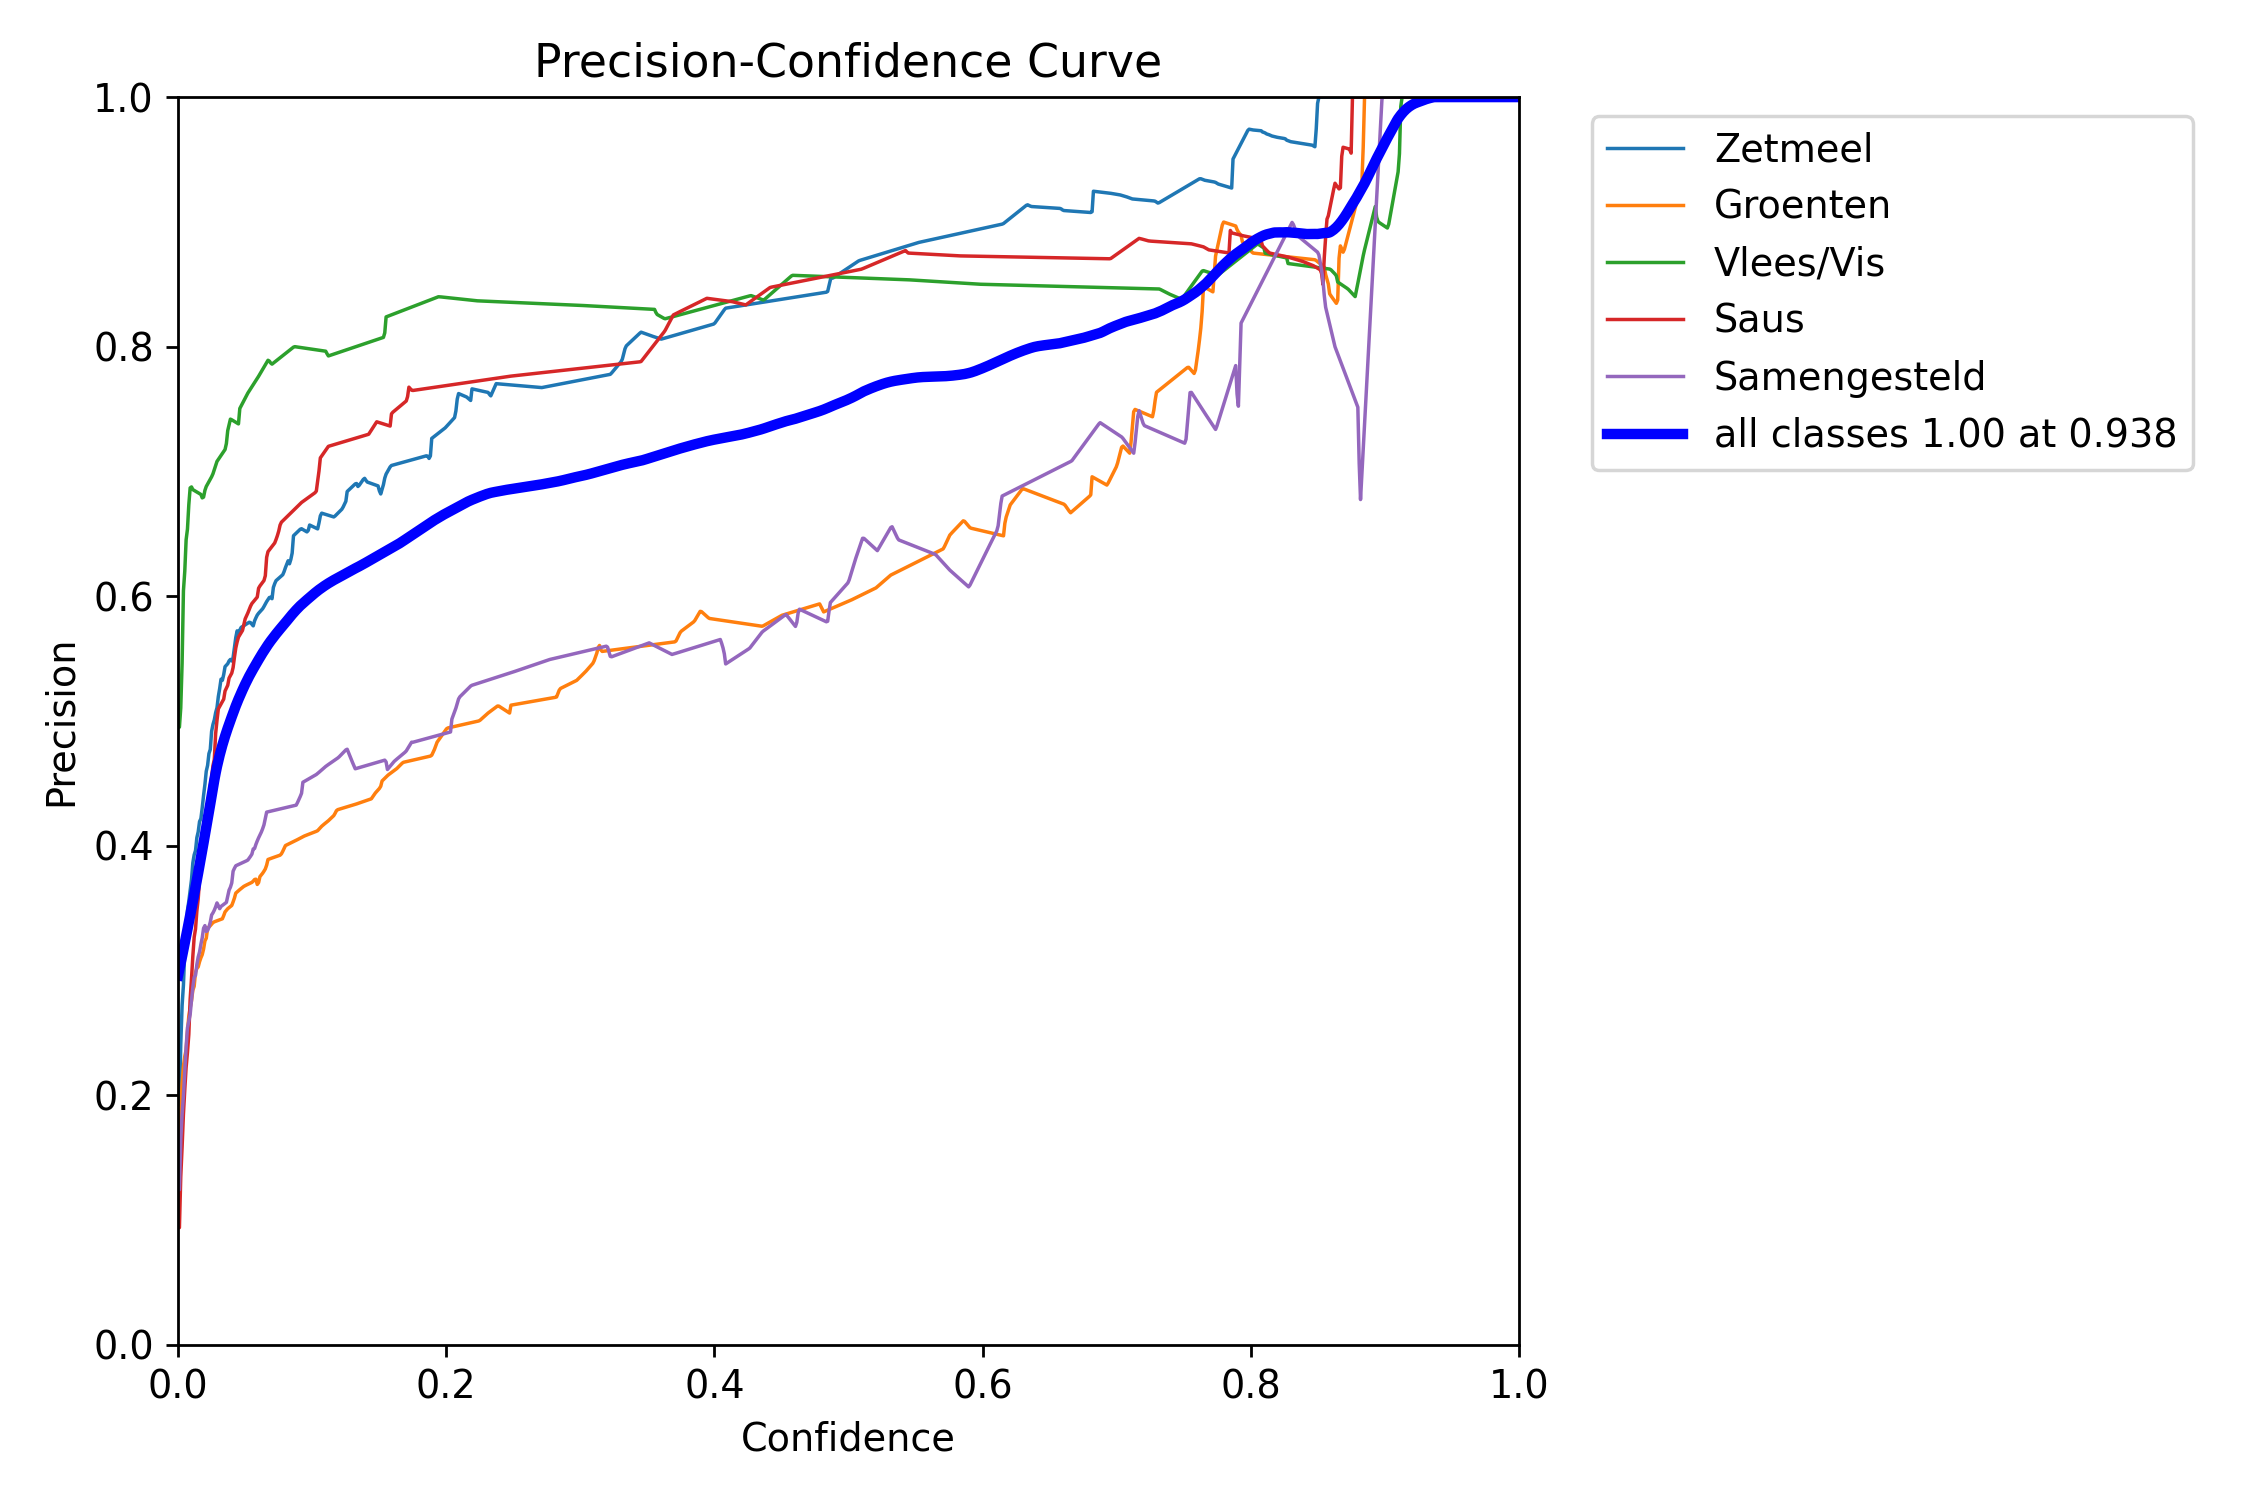 Precision-Confidence Curve
1.0
0.8
0.6
0.4
0.2
0.0
Precision
0.0 0.2 0.4 0.6 0.8 1.0
Confidence
Zetmeel
Groenten
Vlees/Vis
Saus
Samengesteld
all classes 1.00 at 0.938